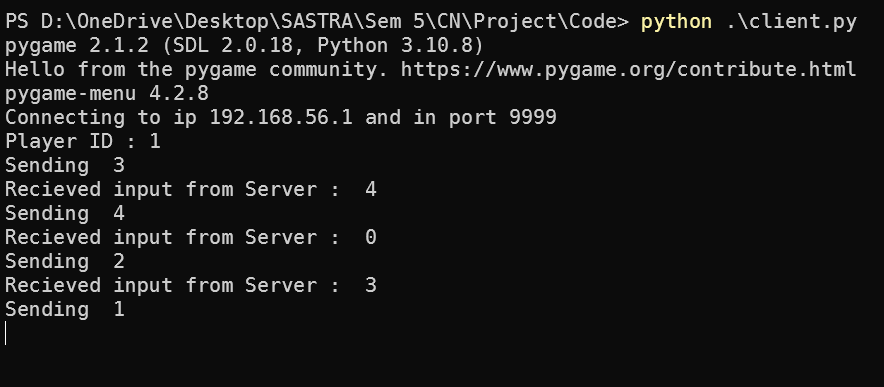 PS D:\OneDrive\Desktop\SASTRA\Sem 5\CN\Project\Code> python .\client.py
pygame 2.1.2 (SDL 2.0.18, Python 3.10.8)
Hello from the pygame community. https://www.pygame.org/contribute.html
pygame-menu 4.2.8
Connecting to ip 192.168.56.1 and in port 9999
Player ID : 1
Sending  3
Recieved input from Server :  4
Sending  4
Recieved input from Server :  0
Sending  2
Recieved input from Server :  3
Sending  1